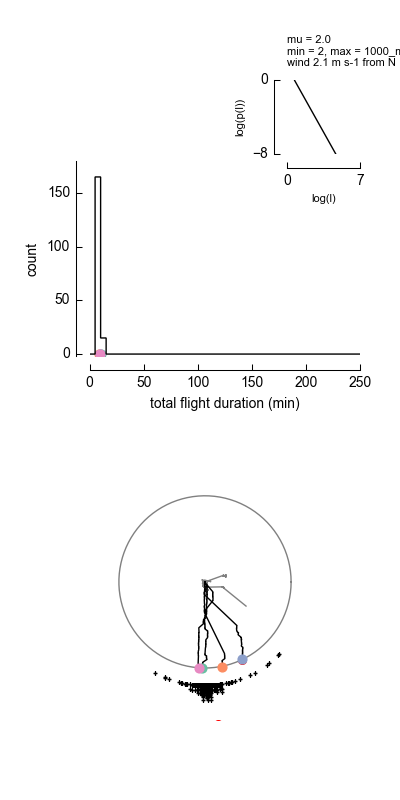 mu = 2.0
min = 2, max = 1000_m
wind 2.1 m s-1 from N
0
log(p(l))
−8
0
7
log(l)
150
100
50
0
count
0
50
100
150
200
250
total flight duration (min)